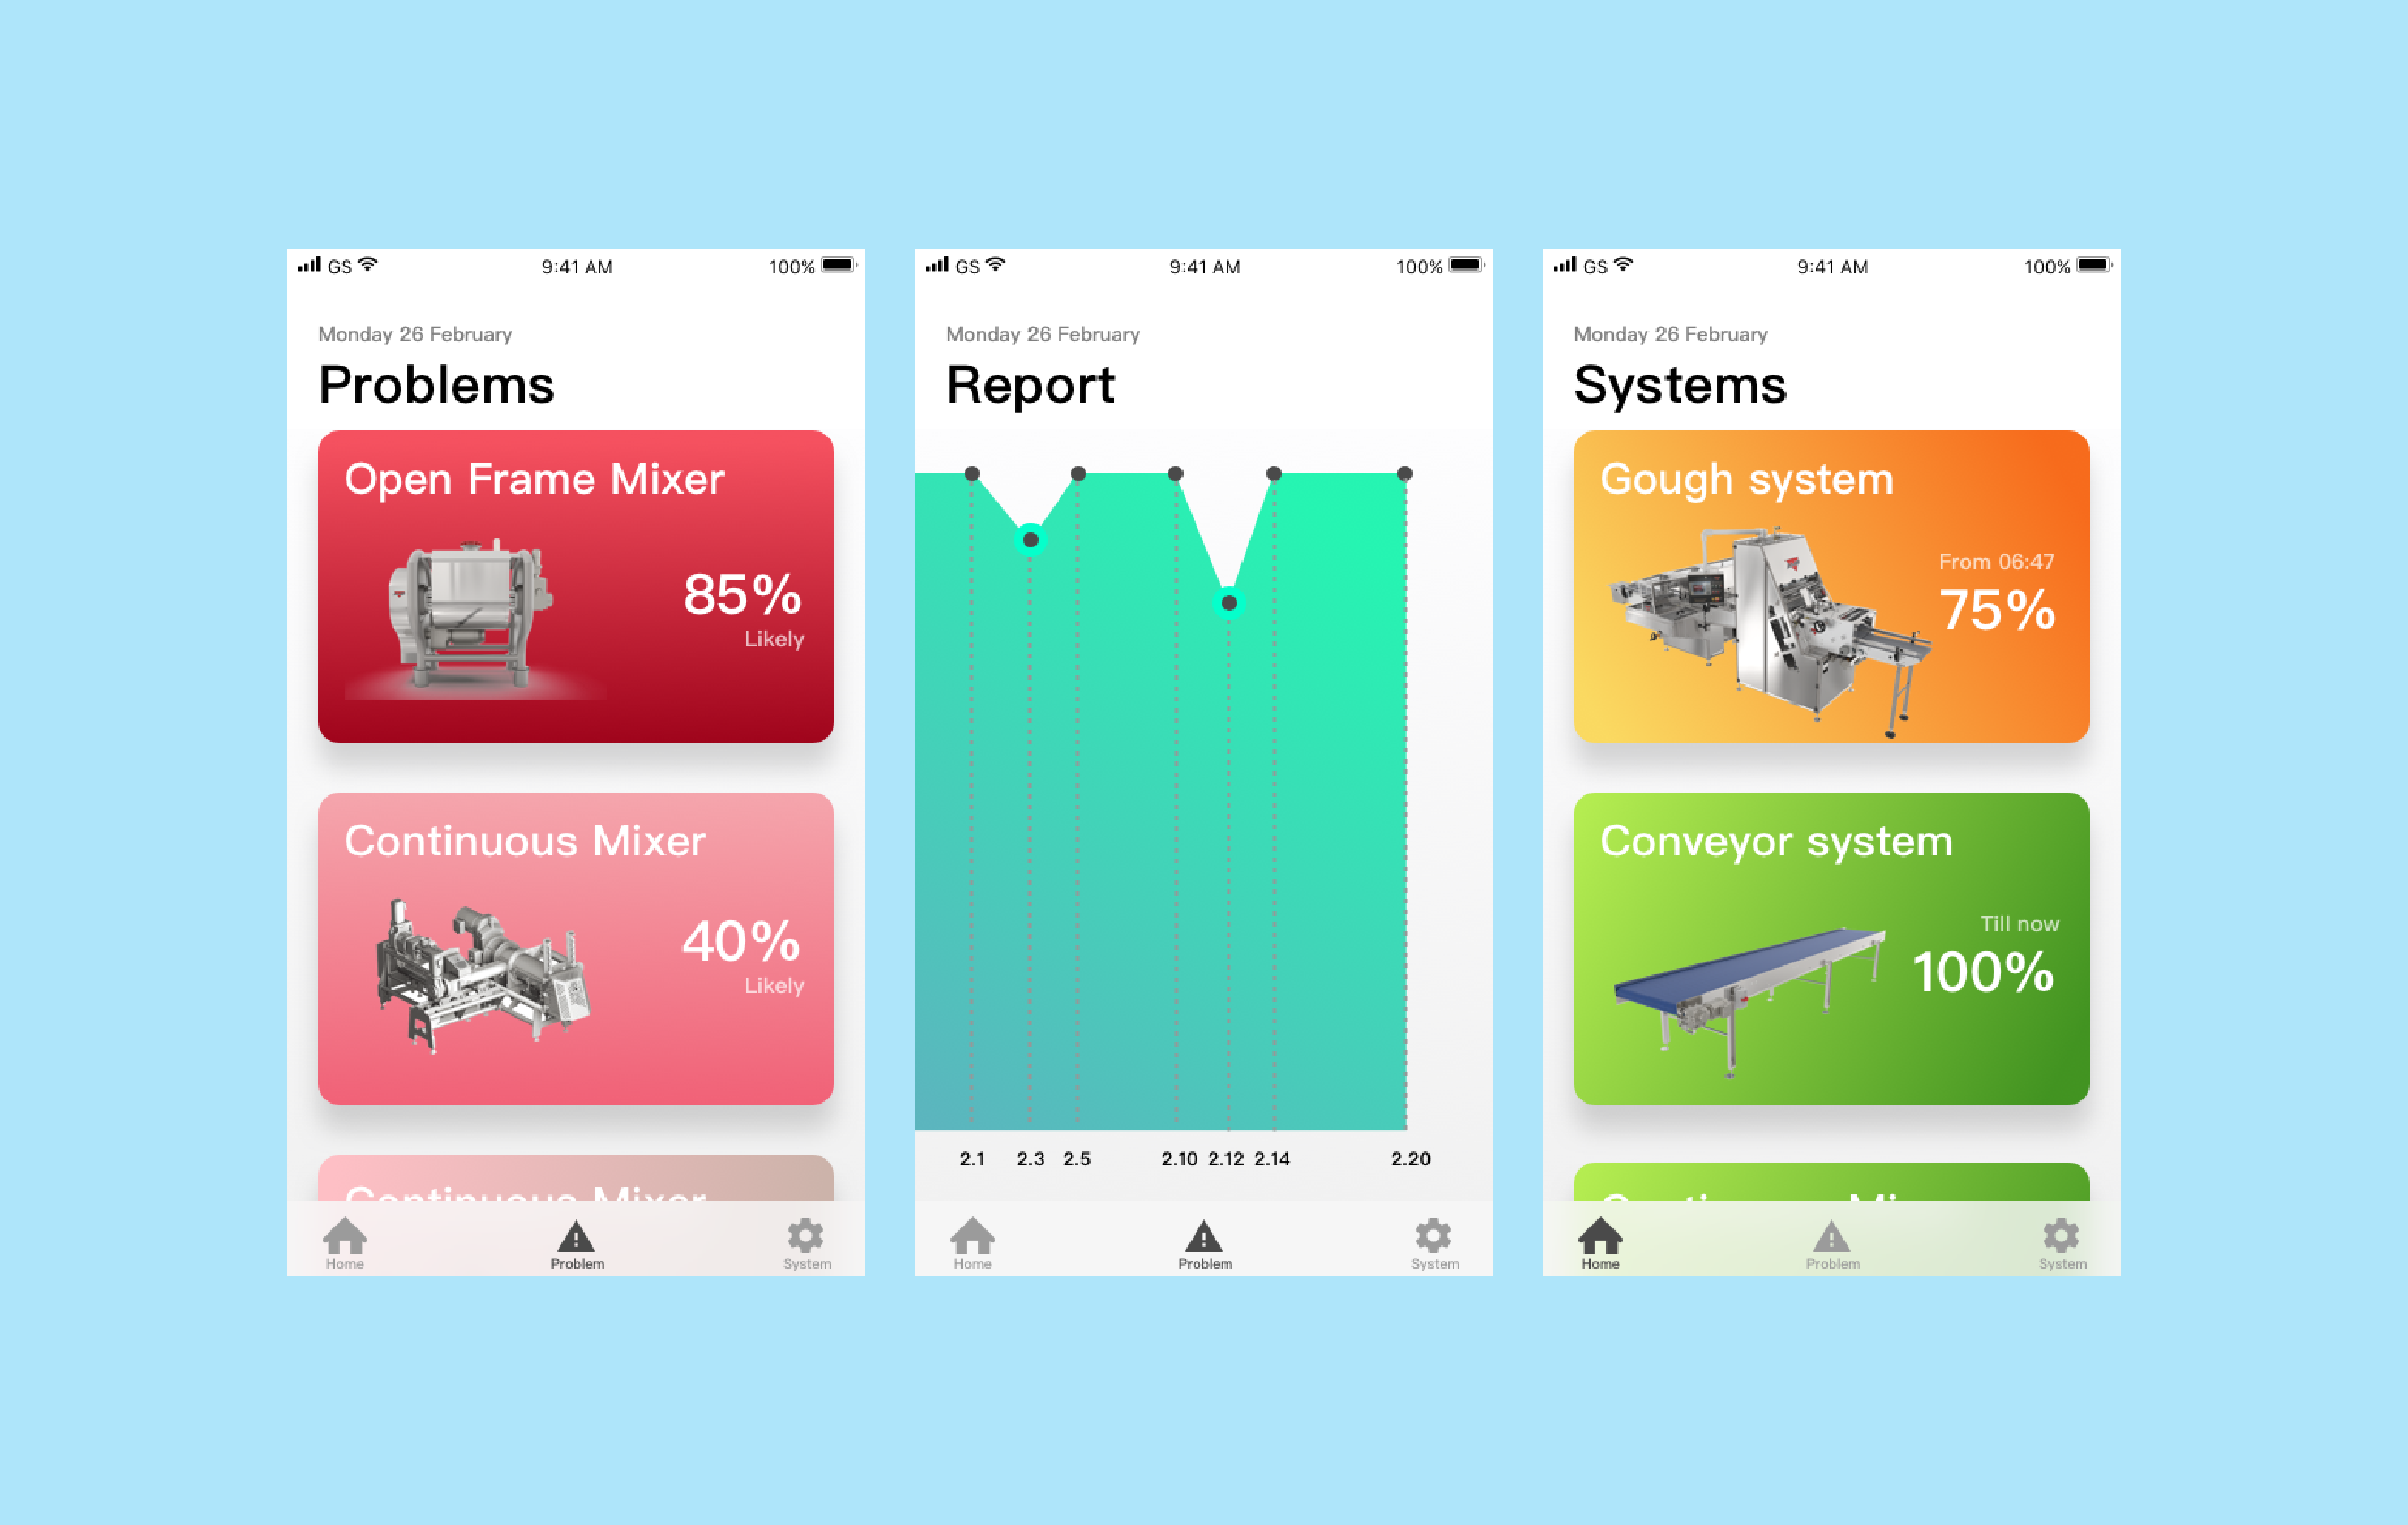 GS 9:41 AM 100%
Monday 26 February
Problems
Open Frame Mixer
85%
Likely
Continuous Mixer
40%
Likely
Continuous Mixer
Home Problem System
GS 9:41 AM 100%
Monday 26 February
Report
2.1 2.3 2.5 2.10 2.12 2.14 2.20
Home Problem System
GS 9:41 AM 100%
Monday 26 February
Systems
Gough system
From 06:47
75%
Conveyor system
Till now
100%
Continuous Mixer
Home Problem System